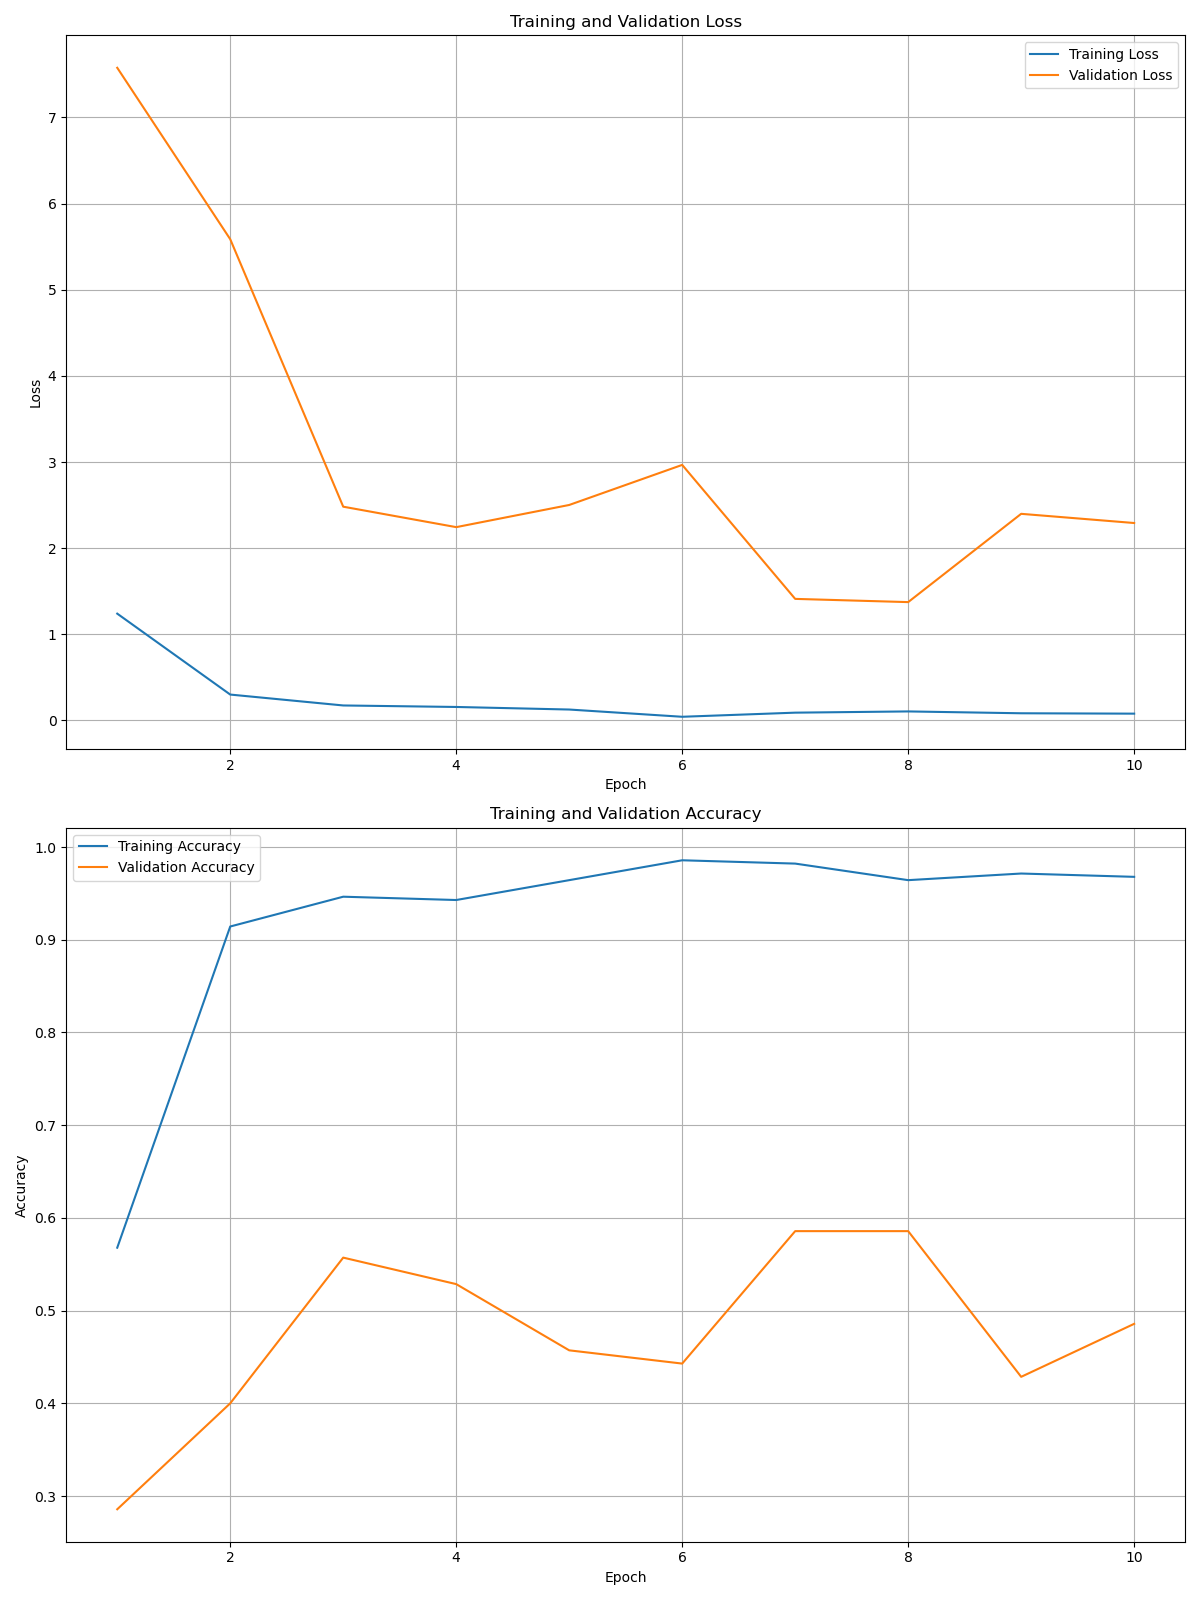 Training and Validation Loss
Training Loss
Validation Loss
7
6
5
4
3
2
1
0
Loss
2 4 6 8 10
Epoch
Training and Validation Accuracy
Training Accuracy
Validation Accuracy
1.0
0.9
0.8
0.7
0.6
0.5
0.4
0.3
Accuracy
2 4 6 8 10
Epoch